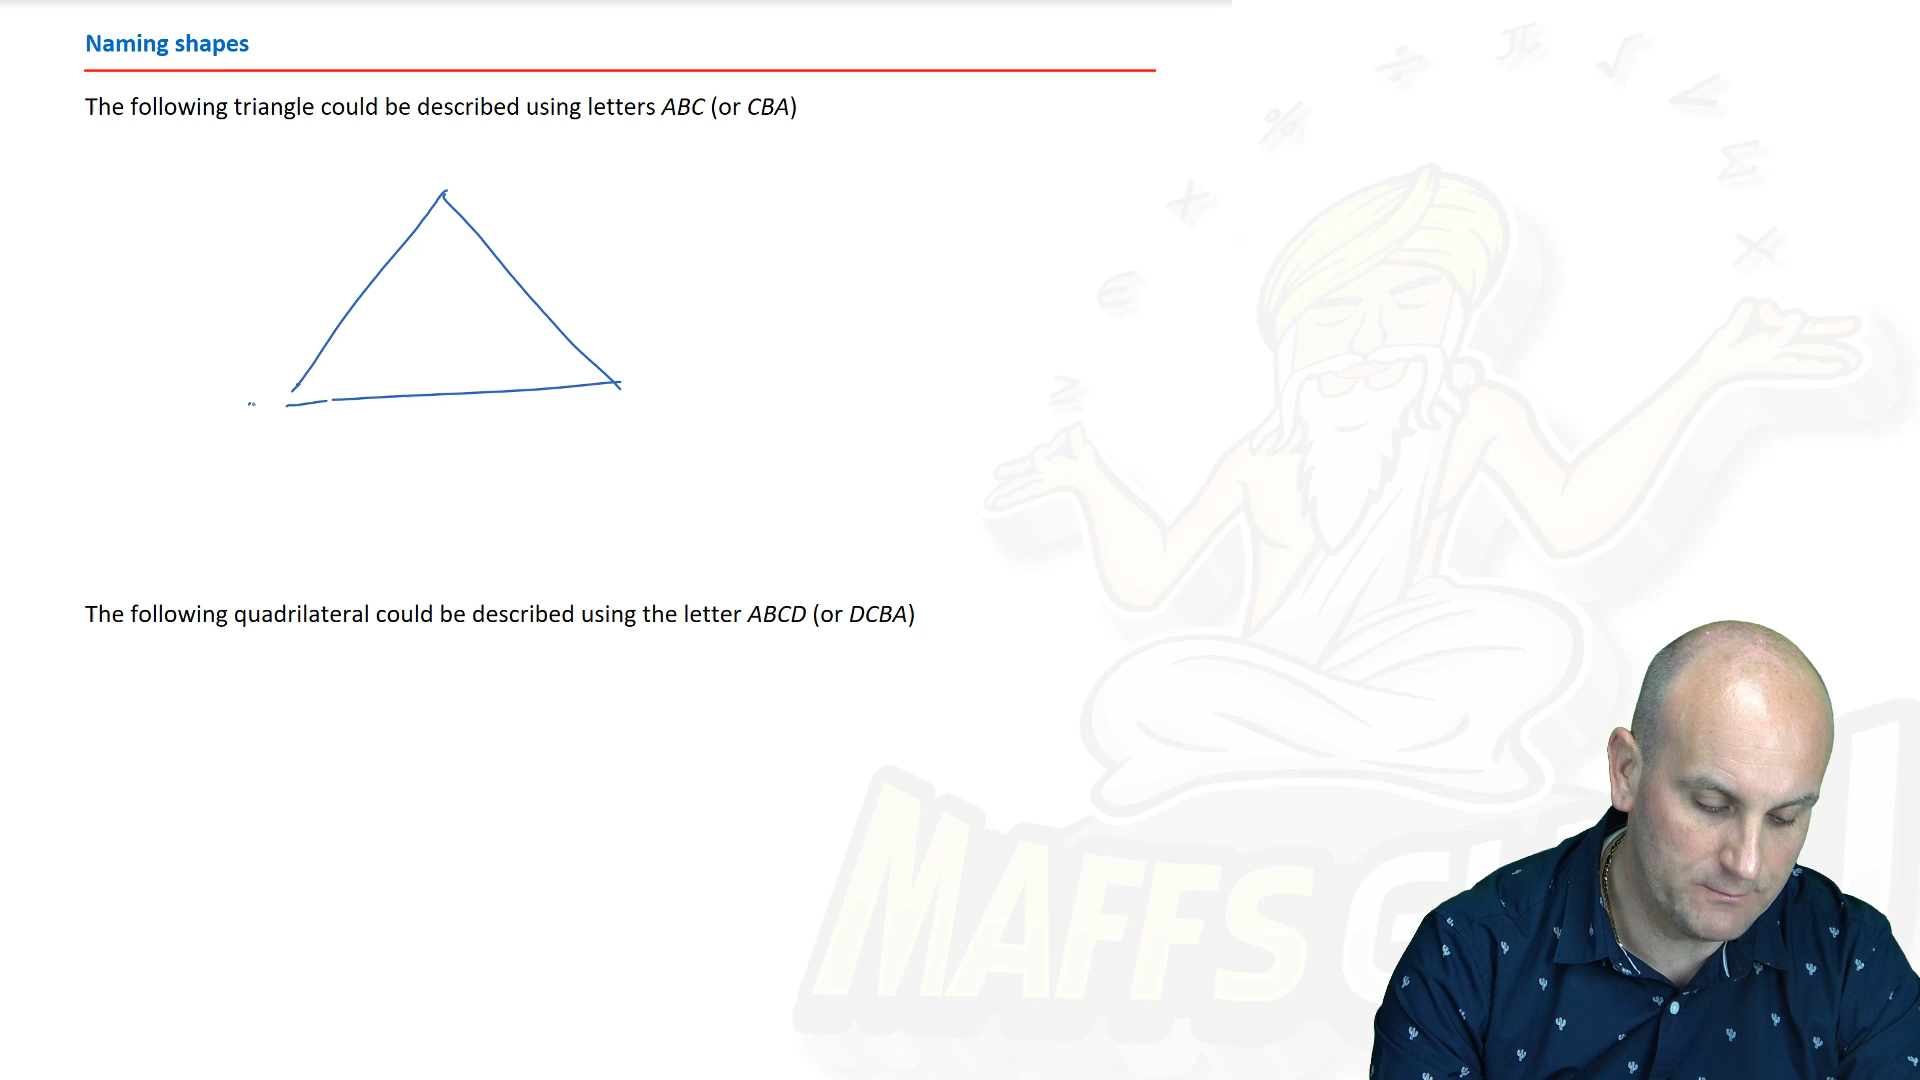 Naming shapes
The following triangle could be described using letters ABC (or CBA)
The following quadrilateral could be described using the letter ABCD (or DCBA)
MAFFS G